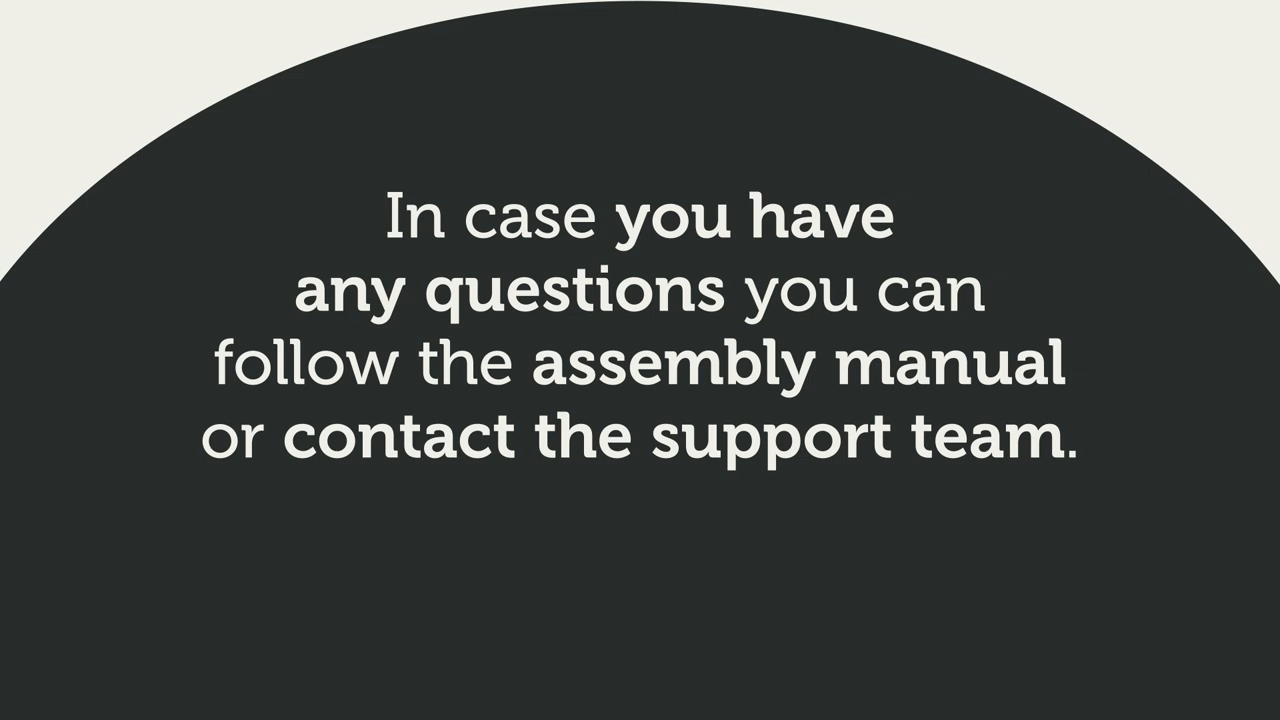 In case you have
any questions you can
follow the assembly manual
or contact the support team.